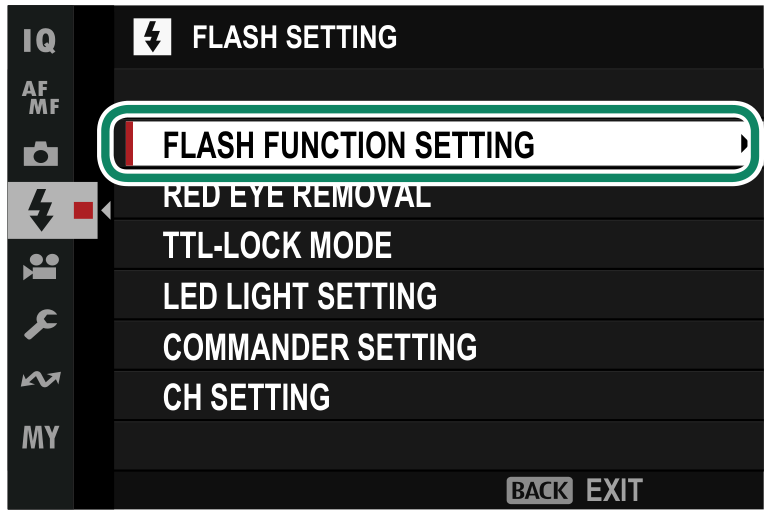 FLASH SETTING
IQ
AF
MF
MY
FLASH FUNCTION SETTING
RED EYE REMOVAL
TTL-LOCK MODE
LED LIGHT SETTING
COMMANDER SETTING
CH SETTING
BACK EXIT